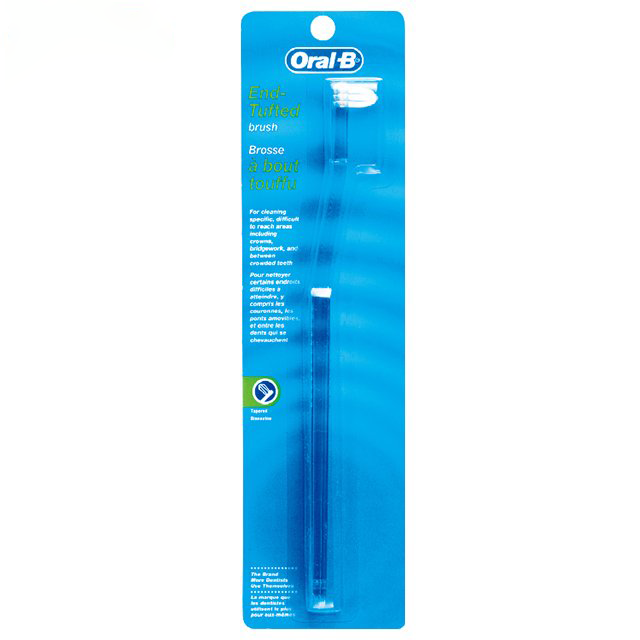 Oral-B
End-
Tufted
brush
Brosse
à bout
touffu
For cleaning
specific, difficult
to reach areas
including
crowns,
bridgework, and
between
crowded teeth
Pour nettoyer
certains endroits
difficiles à
atteindre, y
compris les
couronnes, les
ponts amovibles,
et entre les
dents qui se
chevauchent
Tapered
The Brand
More Dentists
Use Themselves
La marque que
les dentistes
utilisent le plus
pour eux-mêmes